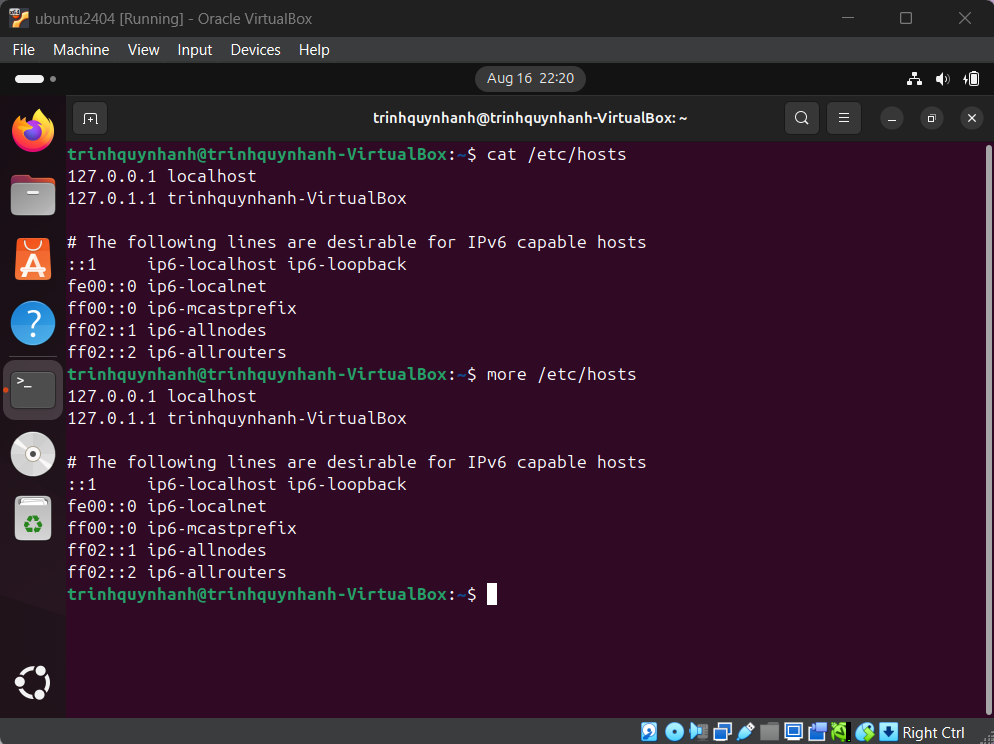 ubuntu2404 [Running] - Oracle VirtualBox
File Machine View Input Devices Help
Aug 16 22:20
trinhquynhanh@trinhquynhanh-VirtualBox: ~
trinhquynhanh@trinhquynhanh-VirtualBox:~$ cat /etc/hosts
127.0.0.1 localhost
127.0.1.1 trinhquynhanh-VirtualBox

# The following lines are desirable for IPv6 capable hosts
::1     ip6-localhost ip6-loopback
fe00::0 ip6-localnet
ff00::0 ip6-mcastprefix
ff02::1 ip6-allnodes
ff02::2 ip6-allrouters
trinhquynhanh@trinhquynhanh-VirtualBox:~$ more /etc/hosts
127.0.0.1 localhost
127.0.1.1 trinhquynhanh-VirtualBox

# The following lines are desirable for IPv6 capable hosts
::1     ip6-localhost ip6-loopback
fe00::0 ip6-localnet
ff00::0 ip6-mcastprefix
ff02::1 ip6-allnodes
ff02::2 ip6-allrouters
trinhquynhanh@trinhquynhanh-VirtualBox:~$
Right Ctrl